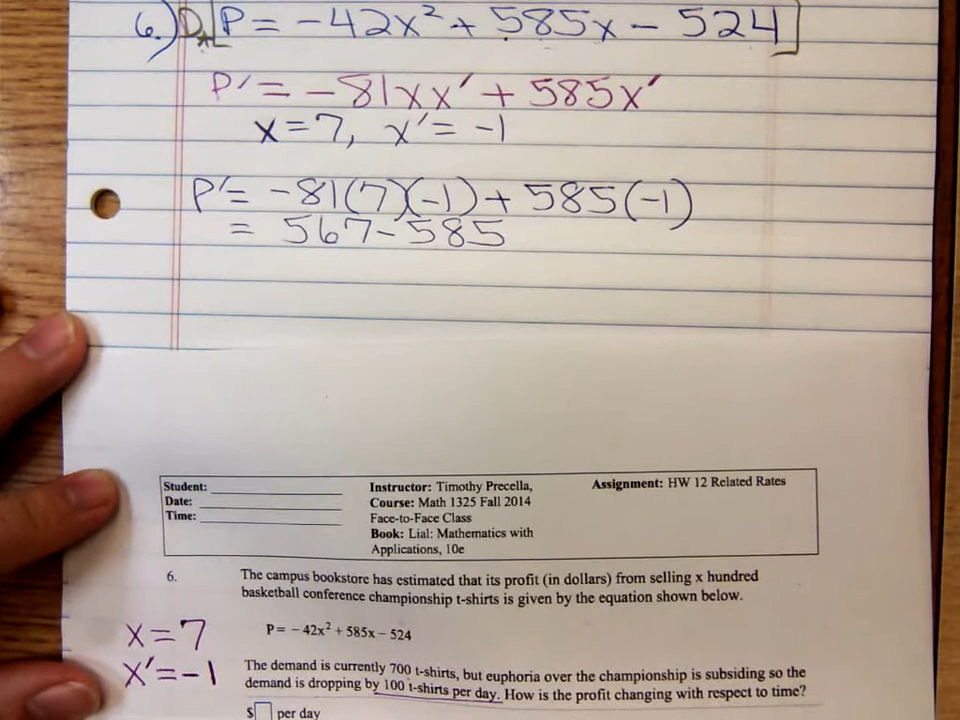 6.) D*[P = -42x² + 585x - 524]
P' = -81xx' + 585x'
x = 7, x' = -1
P' = -81(7)(-1) + 585(-1)
= 567 - 585
Student:
Date:
Time:
Instructor: Timothy Precella,
Course: Math 1325 Fall 2014
Face-to-Face Class
Book: Lial: Mathematics with
Applications, 10e
Assignment: HW 12 Related Rates
6. The campus bookstore has estimated that its profit (in dollars) from selling x hundred
basketball conference championship t-shirts is given by the equation shown below.
x = 7
P = - 42x² + 585x - 524
x' = -1
The demand is currently 700 t-shirts, but euphoria over the championship is subsiding so the
demand is dropping by 100 t-shirts per day. How is the profit changing with respect to time?
$ per day